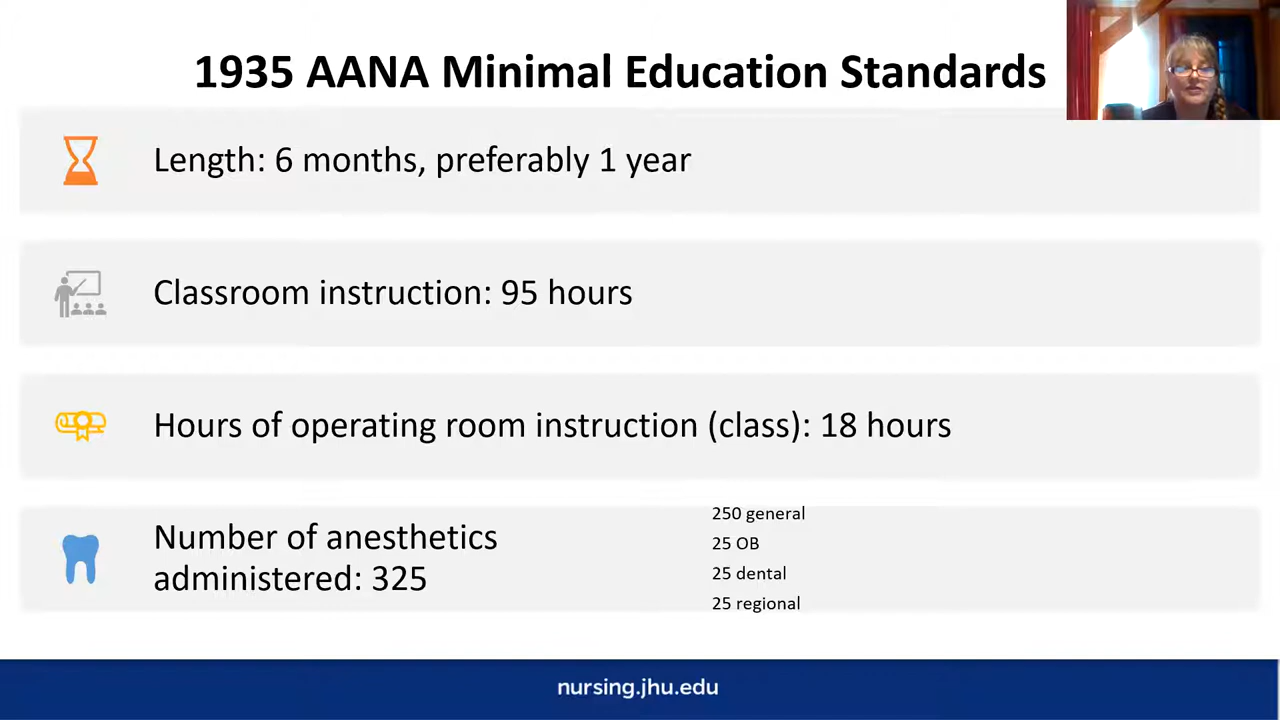 1935 AANA Minimal Education Standards
Length: 6 months, preferably 1 year
Classroom instruction: 95 hours
Hours of operating room instruction (class): 18 hours
Number of anesthetics
administered: 325
250 general
25 OB
25 dental
25 regional
nursing.jhu.edu